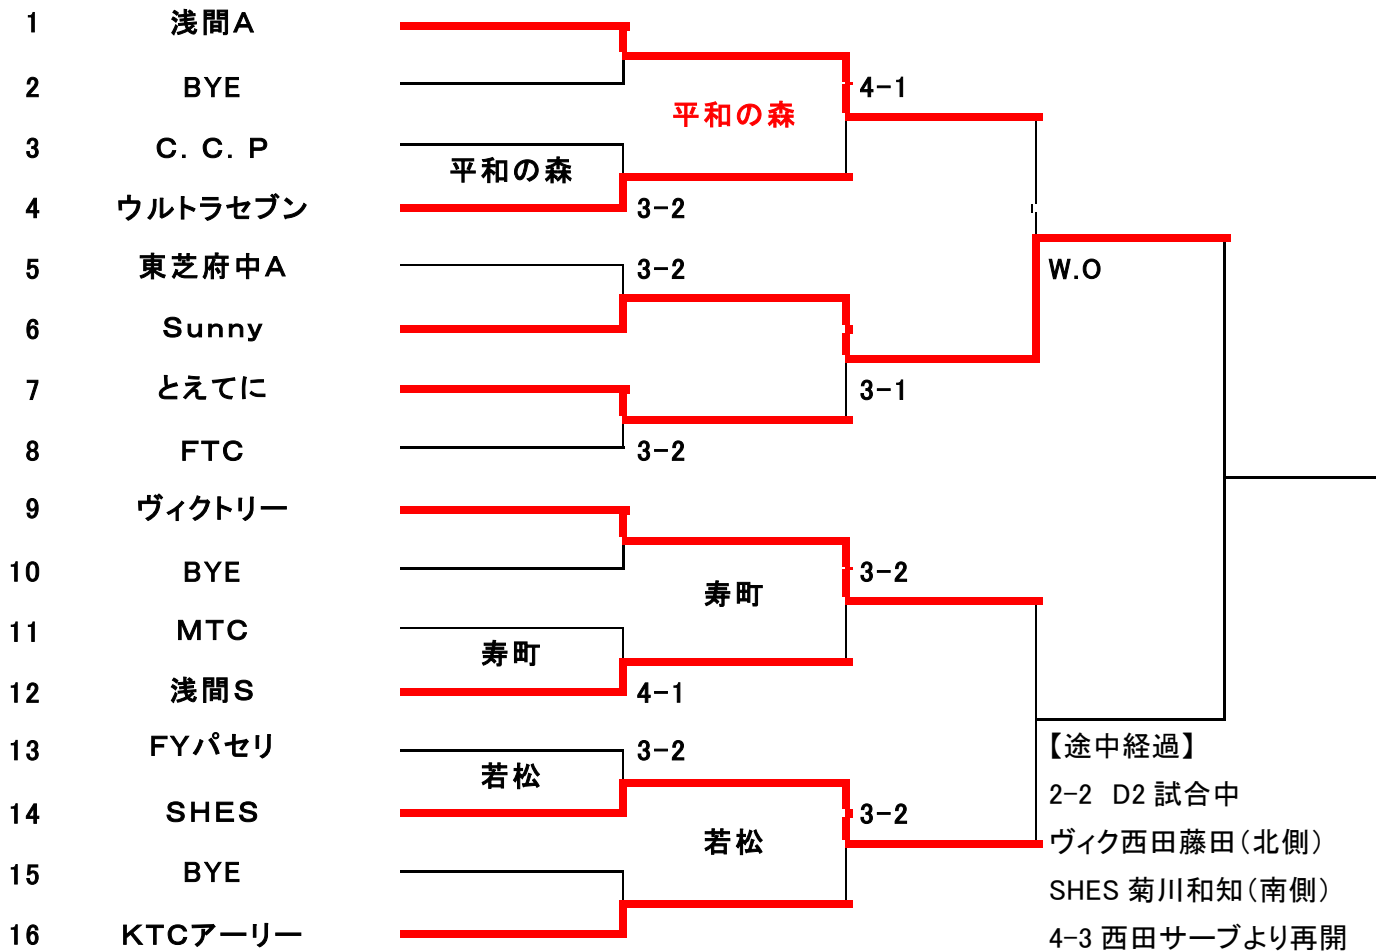 1 浅間A
2 BYE
4-1
平和の森
3 C. C. P
平和の森
4 ウルトラセブン
3-2
5 東芝府中A
3-2
W.O
6 Sunny
7 とえてに
3-1
8 FTC
3-2
9 ヴィクトリー
10 BYE
3-2
寿町
11 MTC
寿町
12 浅間S
4-1
13 FYパセリ
3-2
【途中経過】
若松
2-2 D2 試合中
14 SHES
3-2
若松
ヴィク西田藤田(北側)
15 BYE
SHES 菊川和知(南側)
16 KTCアーリー
4-3 西田サーブより再開